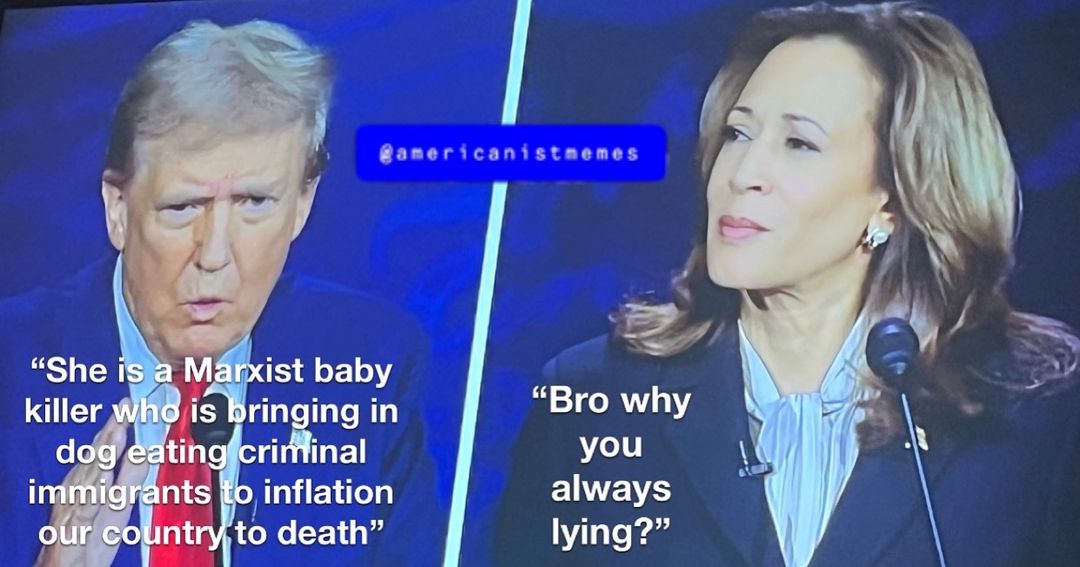 @americanistmemes
“She is a Marxist baby
killer who is bringing in
dog eating criminal
immigrants to inflation
our country to death”
“Bro why
you
always
lying?”